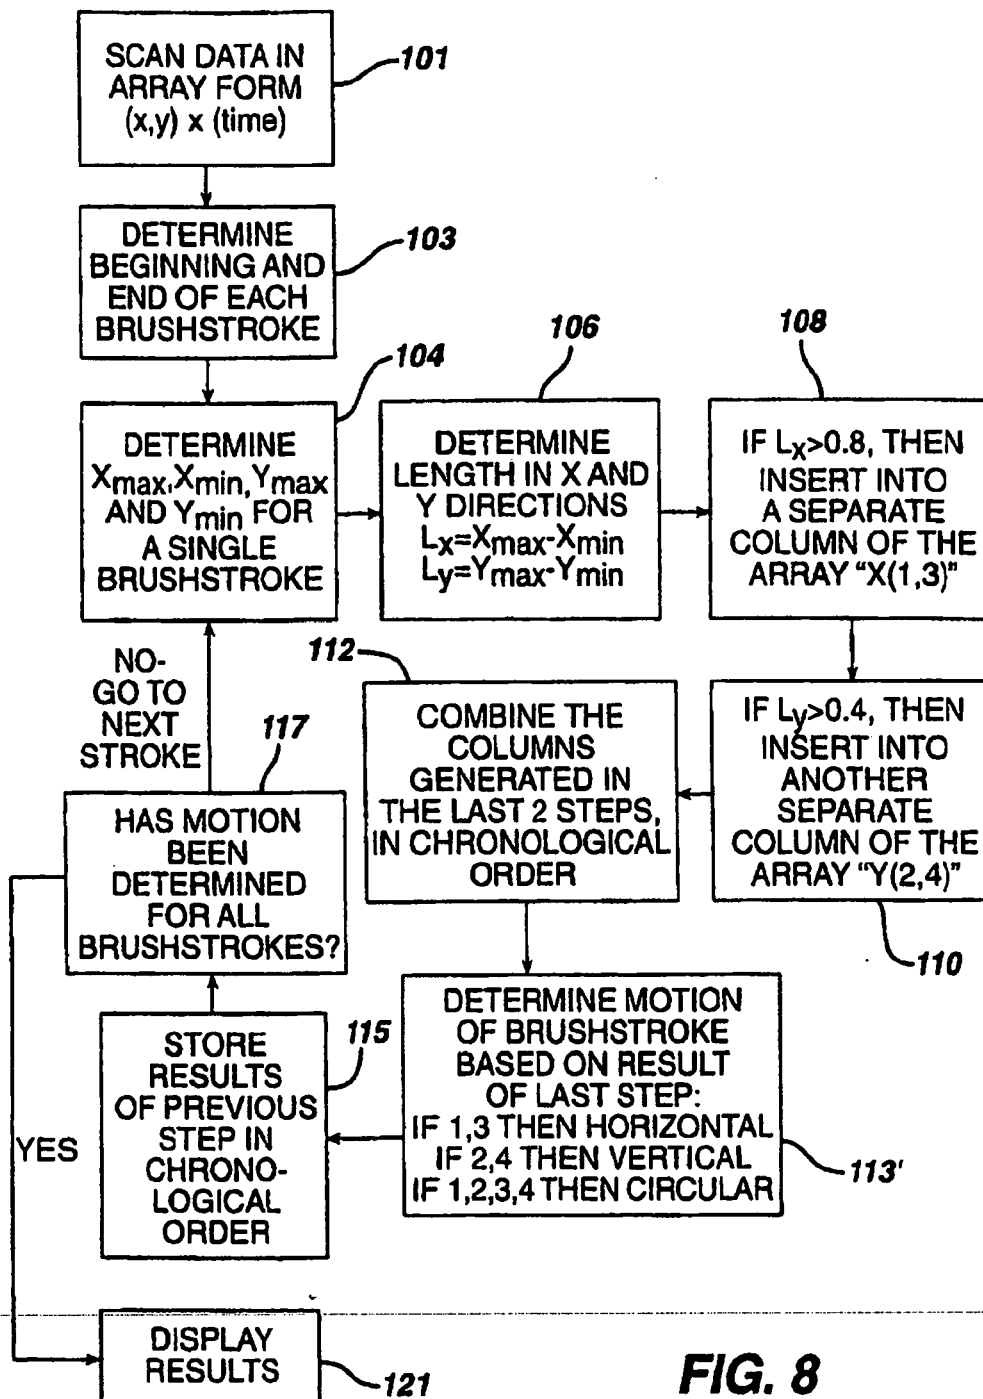 SCAN DATA IN
ARRAY FORM
(x,y) x (time)
101
DETERMINE
BEGINNING AND
END OF EACH
BRUSHSTROKE
103
DETERMINE
Xmax,Xmin,Ymax
AND Ymin FOR
A SINGLE
BRUSHSTROKE
104
DETERMINE
LENGTH IN X AND
Y DIRECTIONS
Lx=Xmax-Xmin
Ly=Ymax-Ymin
106
IF Lx>0.8, THEN
INSERT INTO
A SEPARATE
COLUMN OF THE
ARRAY "X(1,3)"
108
IF Ly>0.4, THEN
INSERT INTO
ANOTHER
SEPARATE
COLUMN OF THE
ARRAY "Y(2,4)"
110
COMBINE THE
COLUMNS
GENERATED IN
THE LAST 2 STEPS,
IN CHRONOLOGICAL
ORDER
112
DETERMINE MOTION
OF BRUSHSTROKE
BASED ON RESULT
OF LAST STEP:
IF 1,3 THEN HORIZONTAL
IF 2,4 THEN VERTICAL
IF 1,2,3,4 THEN CIRCULAR
113'
STORE
RESULTS
OF PREVIOUS
STEP IN
CHRONO-
LOGICAL
ORDER
115
HAS MOTION
BEEN
DETERMINED
FOR ALL
BRUSHSTROKES?
117
NO-
GO TO
NEXT
STROKE
YES
DISPLAY
RESULTS
121
FIG. 8